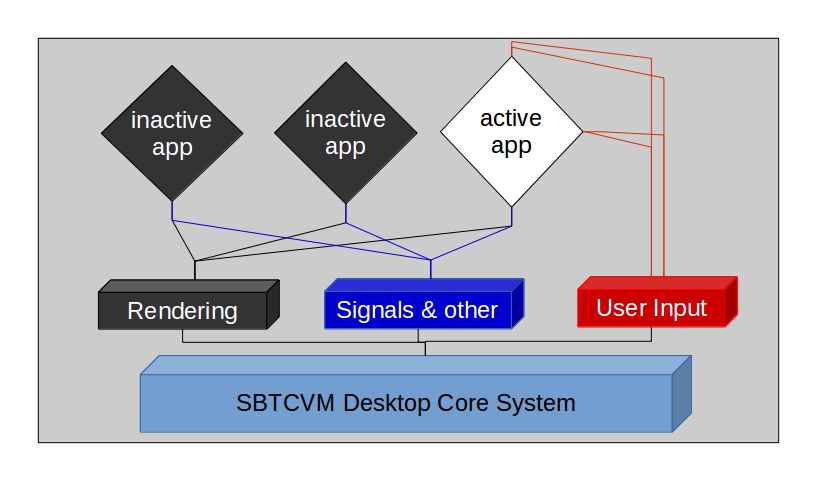 inactive
app
inactive
app
active
app
Rendering
Signals & other
User Input
SBTCVM Desktop Core System